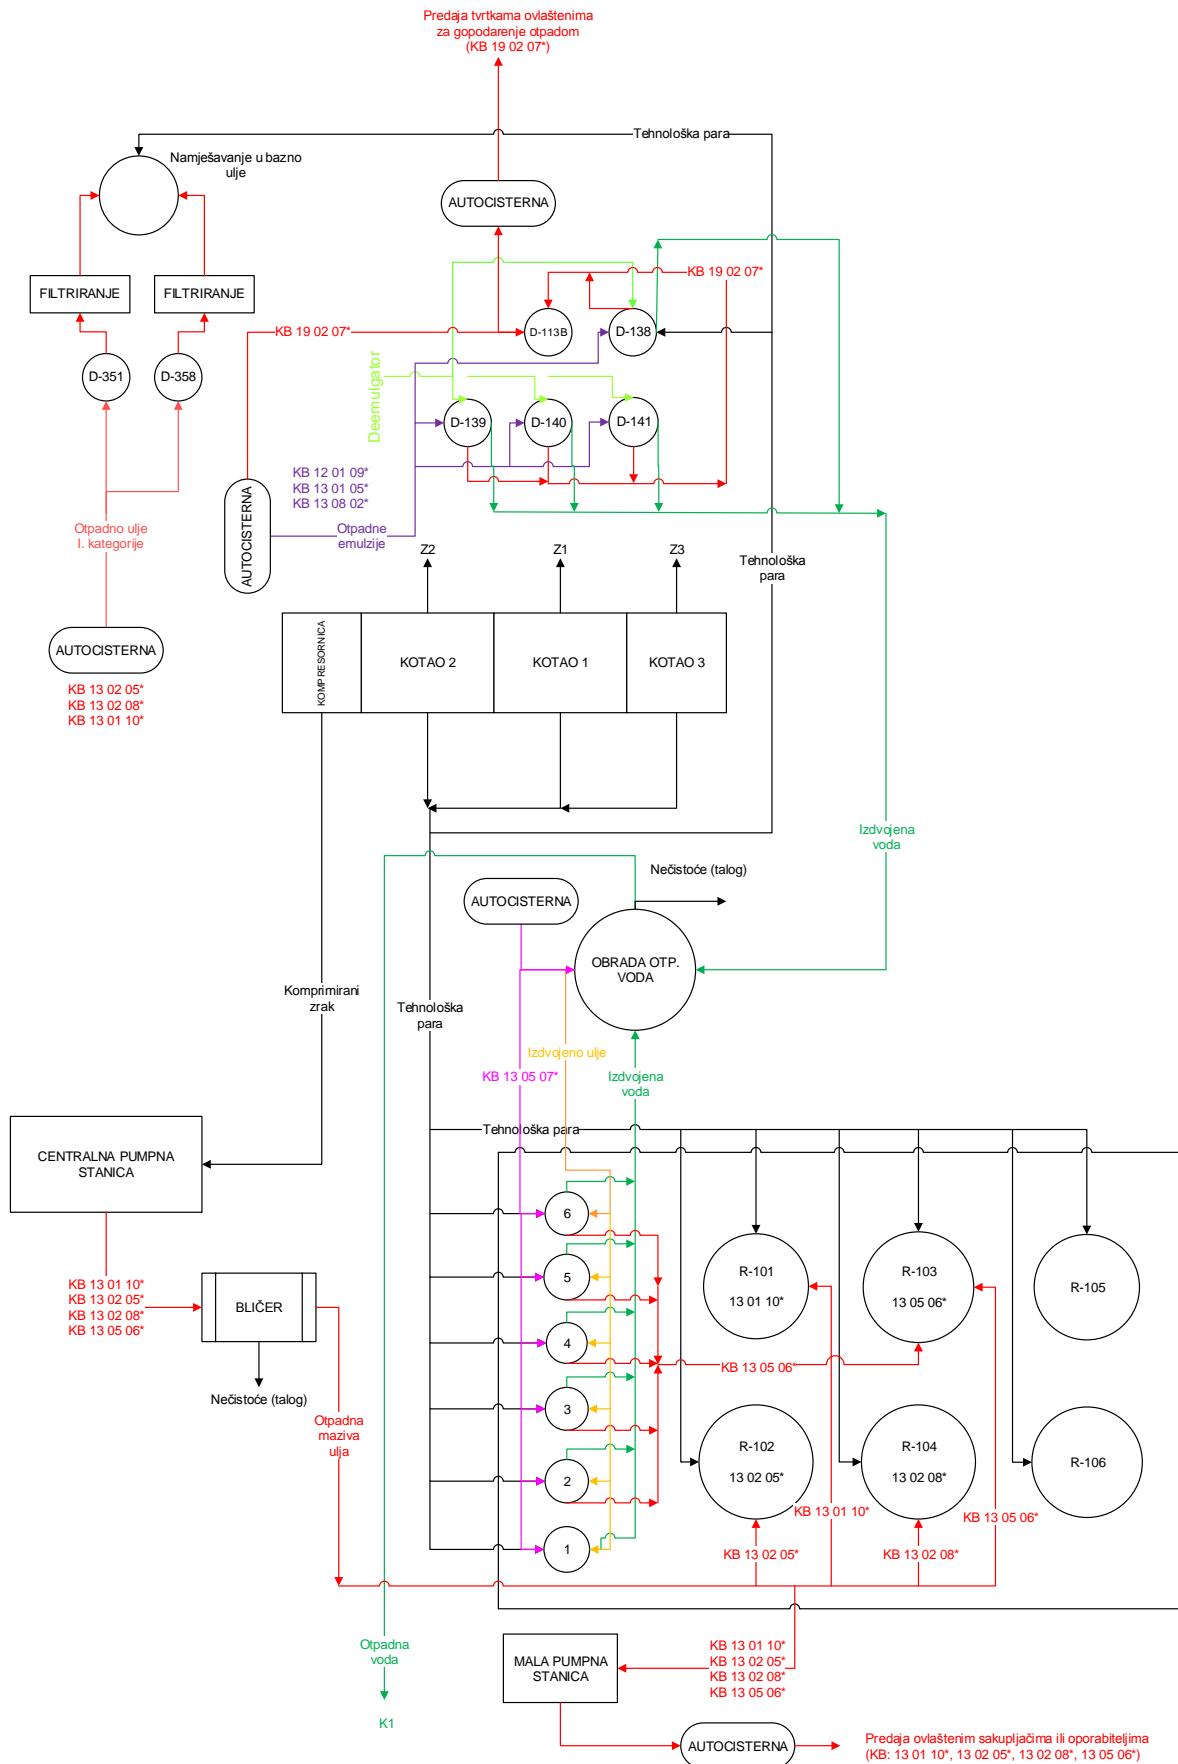 Predaja tvrtkama ovlaštenima
za gopodarenje otpadom
(KB 19 02 07*)
Tehnološka para
Namješavanje u bazno
ulje
AUTOCISTERNA
FILTRIRANJE
FILTRIRANJE
KB 19 02 07*
KB 19 02 07*
D-113B
D-138
D-351
D-358
Deemulgator
D-139
D-140
D-141
KB 12 01 09*
KB 13 01 05*
KB 13 08 02*
AUTOCISTERNA
Otpadno ulje
I. kategorije
Otpadne
emulzije
Z2
Z1
Z3
Tehnološka
para
AUTOCISTERNA
KOMPRESORNICA
KOTAO 2
KOTAO 1
KOTAO 3
KB 13 02 05*
KB 13 02 08*
KB 13 01 10*
Izdvojena
voda
Nečistoće (talog)
AUTOCISTERNA
OBRADA OTP.
VODA
Komprimirani
zrak
Tehnološka
para
Izdvojeno ulje
KB 13 05 07*
Izdvojena
voda
Tehnološka para
CENTRALNA PUMPNA
STANICA
6
5
4
3
2
1
R-101
13 01 10*
R-103
13 05 06*
R-105
KB 13 01 10*
KB 13 02 05*
KB 13 02 08*
KB 13 05 06*
BLIČER
KB 13 05 06*
Nečistoće (talog)
Otpadna
maziva
ulja
R-102
13 02 05*
R-104
13 02 08*
R-106
KB 13 01 10*
KB 13 05 06*
KB 13 02 05*
KB 13 02 08*
Otpadna
voda
K1
MALA PUMPNA
STANICA
KB 13 01 10*
KB 13 02 05*
KB 13 02 08*
KB 13 05 06*
AUTOCISTERNA
Predaja ovlaštenim sakupljačima ili oporabiteljima
(KB: 13 01 10*, 13 02 05*, 13 02 08*, 13 05 06*)